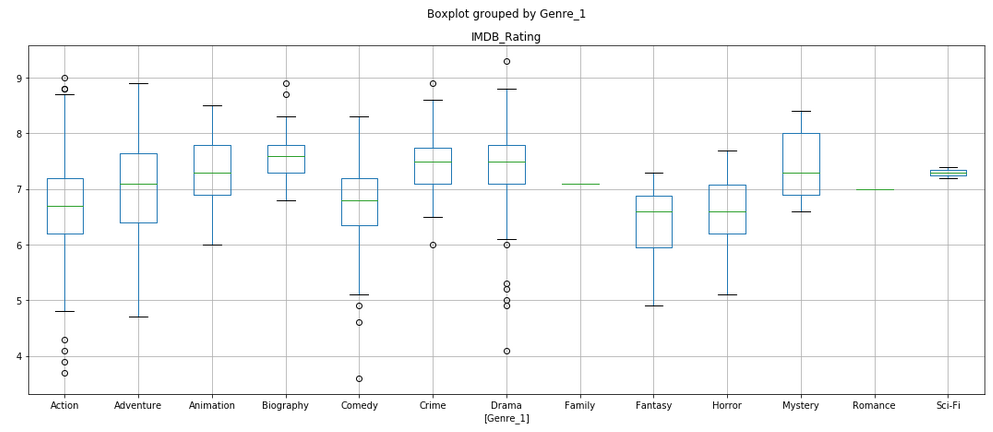 Boxplot grouped by Genre_1
IMDB_Rating
9
8
7
6
5
4
Action Adventure Animation Biography Comedy Crime Drama Family Fantasy Horror Mystery Romance Sci-Fi
[Genre_1]